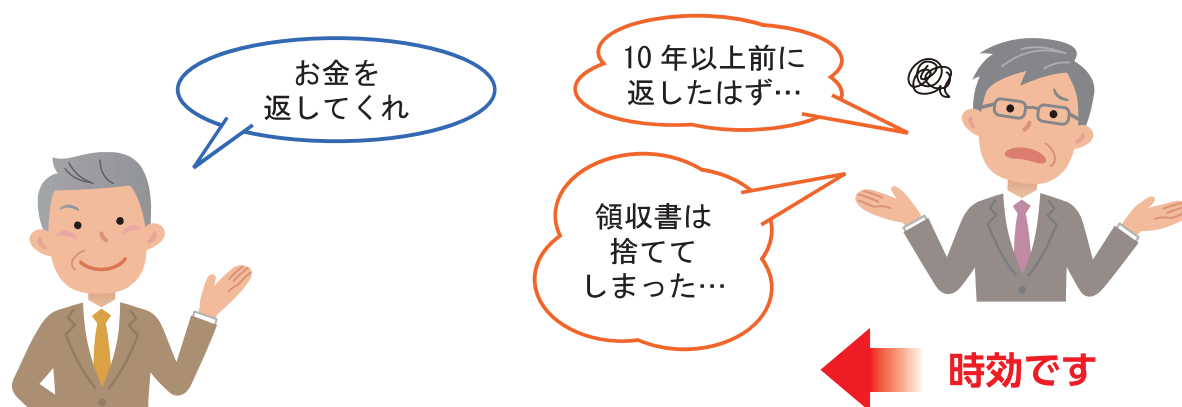 お金を
返してくれ
10年以上前に
返したはず…
領収書は
捨てて
しまった…
時効です